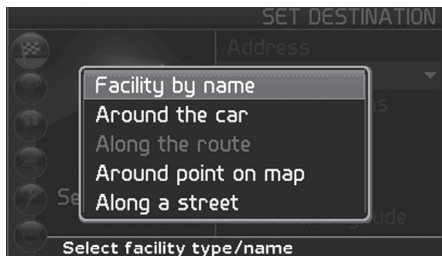 SET DESTINATION
Address
Facility by name
Around the car
Along the route
Around point on map
Along a street
Select facility type/name